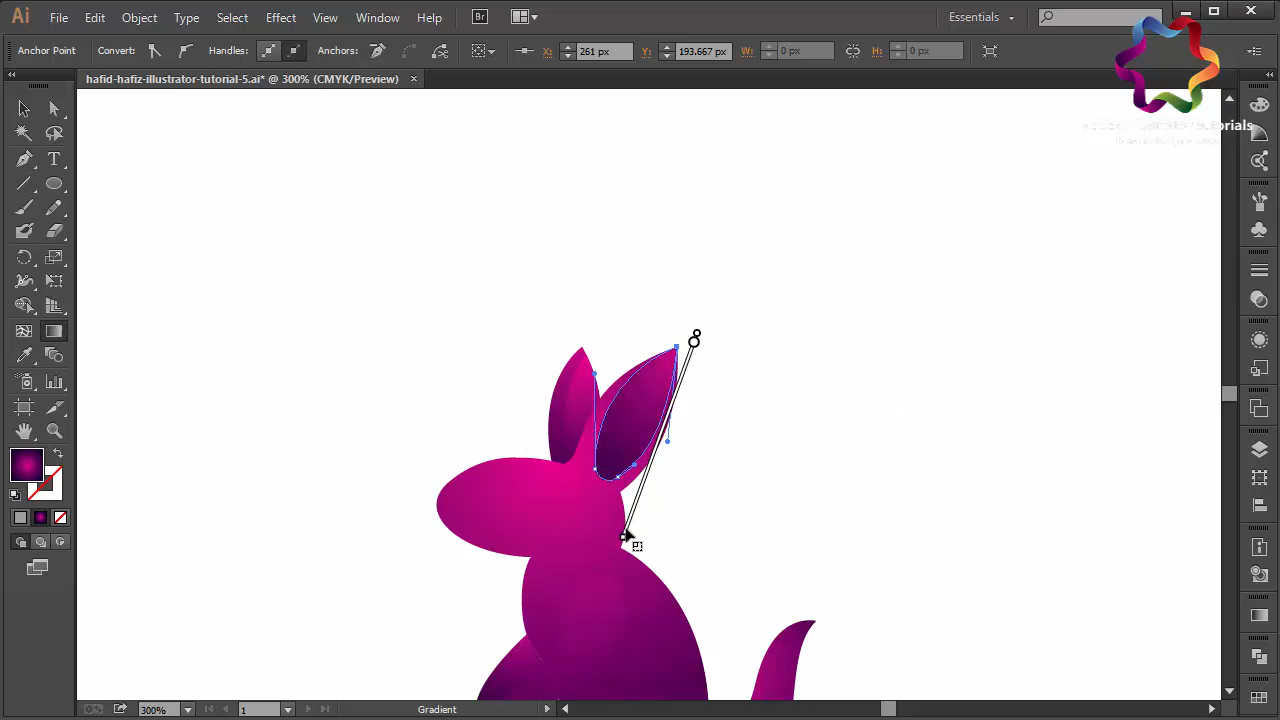 Ai File Edit Object Type Select Effect View Window Help Br Essentials
Anchor Point Convert: Handles: Anchors: X: 261 px Y: 193.667 px W: 0 px H: 0 px
hafid-hafiz-illustrator-tutorial-5.ai* @ 300% (CMYK/Preview)
300% 1 Gradient